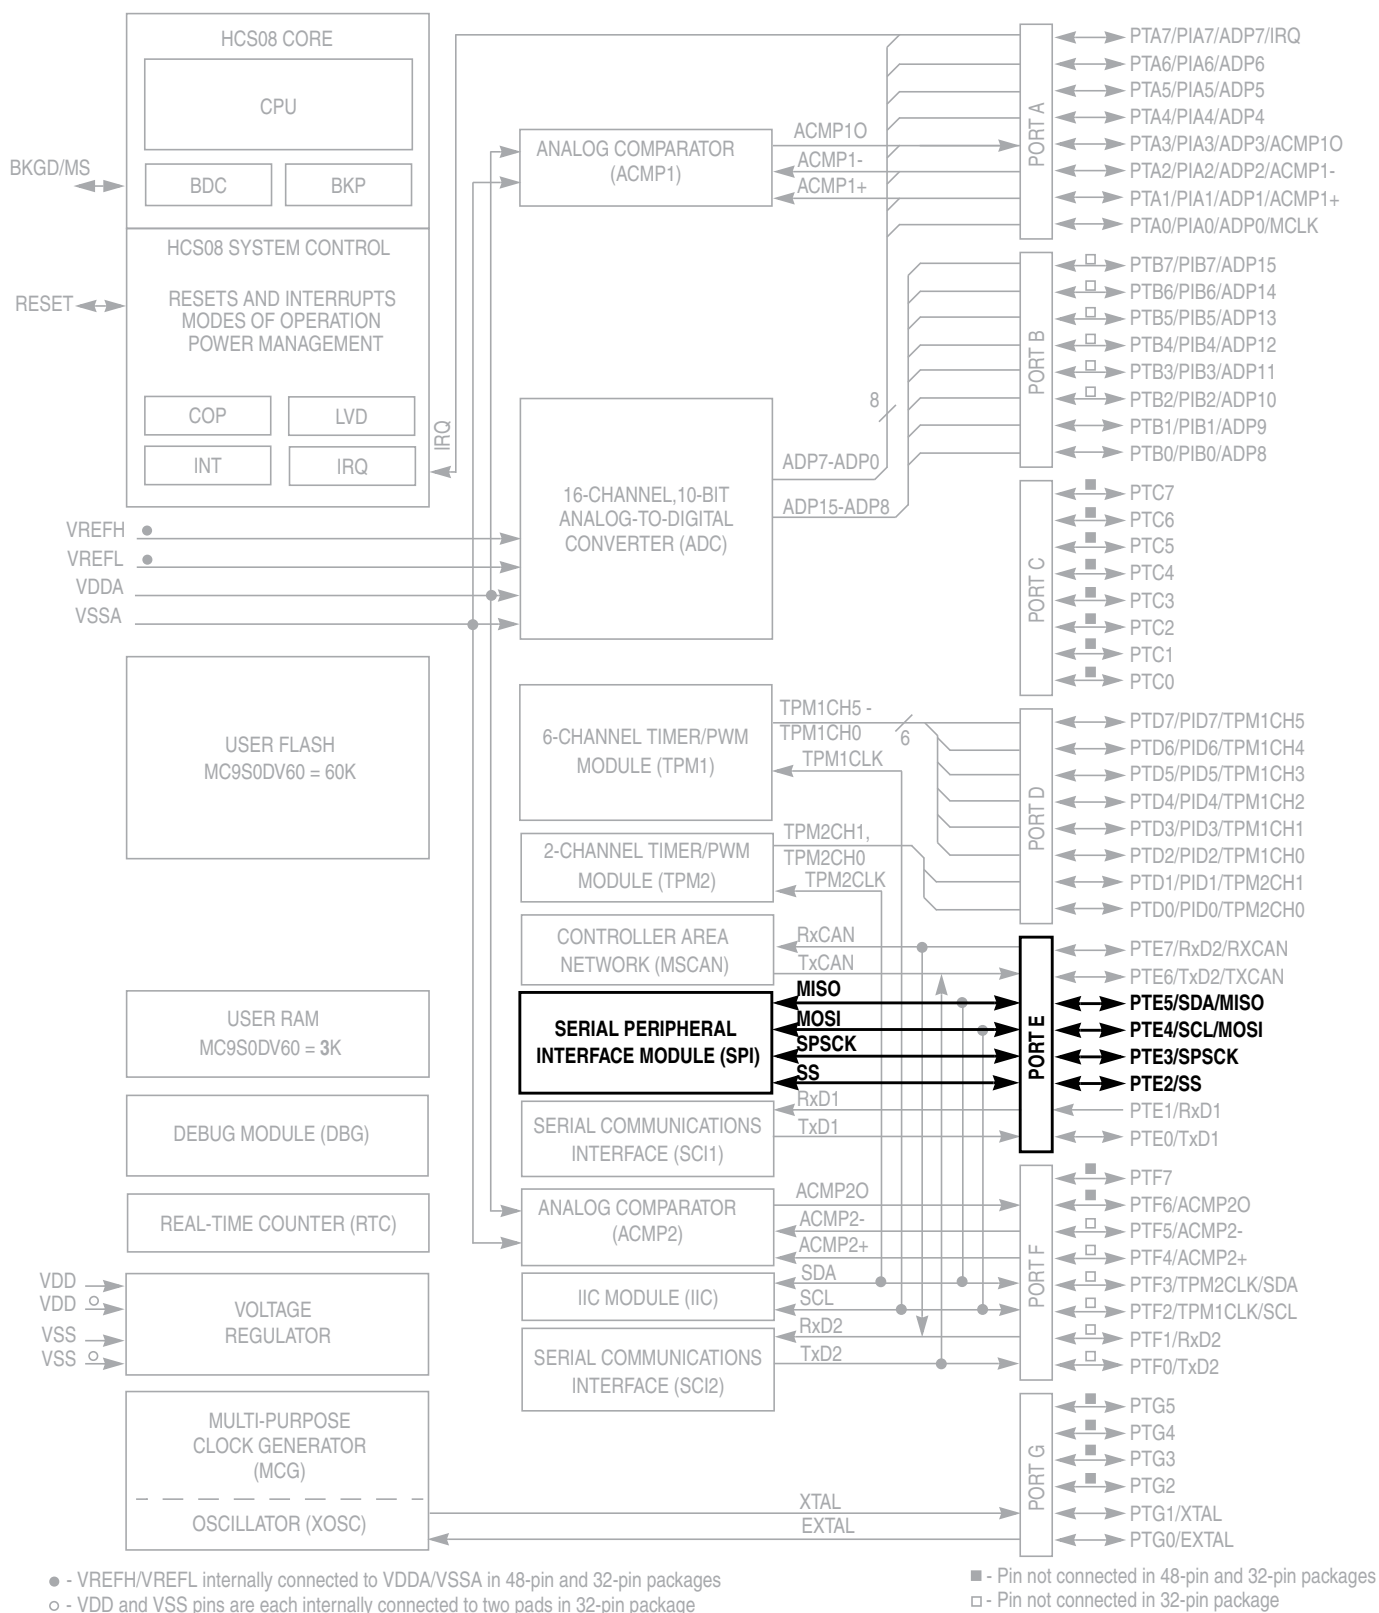 HCS08 CORE
CPU
BDC
BKP
BKGD/MS
HCS08 SYSTEM CONTROL
RESETS AND INTERRUPTS
MODES OF OPERATION
POWER MANAGEMENT
COP
LVD
INT
IRQ
RESET
IRQ
VREFH
VREFL
VDDA
VSSA
USER FLASH
MC9S0DV60 = 60K
USER RAM
MC9S0DV60 = 3K
DEBUG MODULE (DBG)
REAL-TIME COUNTER (RTC)
VDD
VDD
VSS
VSS
VOLTAGE
REGULATOR
MULTI-PURPOSE
CLOCK GENERATOR
(MCG)
OSCILLATOR (XOSC)
ANALOG COMPARATOR
(ACMP1)
ACMP1O
ACMP1-
ACMP1+
16-CHANNEL,10-BIT
ANALOG-TO-DIGITAL
CONVERTER (ADC)
8
ADP7-ADP0
ADP15-ADP8
6-CHANNEL TIMER/PWM
MODULE (TPM1)
TPM1CH5 -
TPM1CH0
6
TPM1CLK
2-CHANNEL TIMER/PWM
MODULE (TPM2)
TPM2CH1,
TPM2CH0
TPM2CLK
CONTROLLER AREA
NETWORK (MSCAN)
RxCAN
TxCAN
SERIAL PERIPHERAL
INTERFACE MODULE (SPI)
MISO
MOSI
SPSCK
SS
SERIAL COMMUNICATIONS
INTERFACE (SCI1)
RxD1
TxD1
ANALOG COMPARATOR
(ACMP2)
ACMP2O
ACMP2-
ACMP2+
IIC MODULE (IIC)
SDA
SCL
SERIAL COMMUNICATIONS
INTERFACE (SCI2)
RxD2
TxD2
XTAL
EXTAL
PORT A
PTA7/PIA7/ADP7/IRQ
PTA6/PIA6/ADP6
PTA5/PIA5/ADP5
PTA4/PIA4/ADP4
PTA3/PIA3/ADP3/ACMP1O
PTA2/PIA2/ADP2/ACMP1-
PTA1/PIA1/ADP1/ACMP1+
PTA0/PIA0/ADP0/MCLK
PORT B
PTB7/PIB7/ADP15
PTB6/PIB6/ADP14
PTB5/PIB5/ADP13
PTB4/PIB4/ADP12
PTB3/PIB3/ADP11
PTB2/PIB2/ADP10
PTB1/PIB1/ADP9
PTB0/PIB0/ADP8
PORT C
PTC7
PTC6
PTC5
PTC4
PTC3
PTC2
PTC1
PTC0
PORT D
PTD7/PID7/TPM1CH5
PTD6/PID6/TPM1CH4
PTD5/PID5/TPM1CH3
PTD4/PID4/TPM1CH2
PTD3/PID3/TPM1CH1
PTD2/PID2/TPM1CH0
PTD1/PID1/TPM2CH1
PTD0/PID0/TPM2CH0
PORT E
PTE7/RxD2/RXCAN
PTE6/TxD2/TXCAN
PTE5/SDA/MISO
PTE4/SCL/MOSI
PTE3/SPSCK
PTE2/SS
PTE1/RxD1
PTE0/TxD1
PORT F
PTF7
PTF6/ACMP2O
PTF5/ACMP2-
PTF4/ACMP2+
PTF3/TPM2CLK/SDA
PTF2/TPM1CLK/SCL
PTF1/RxD2
PTF0/TxD2
PORT G
PTG5
PTG4
PTG3
PTG2
PTG1/XTAL
PTG0/EXTAL
● - VREFH/VREFL internally connected to VDDA/VSSA in 48-pin and 32-pin packages
○ - VDD and VSS pins are each internally connected to two pads in 32-pin package
■ - Pin not connected in 48-pin and 32-pin packages
□ - Pin not connected in 32-pin package